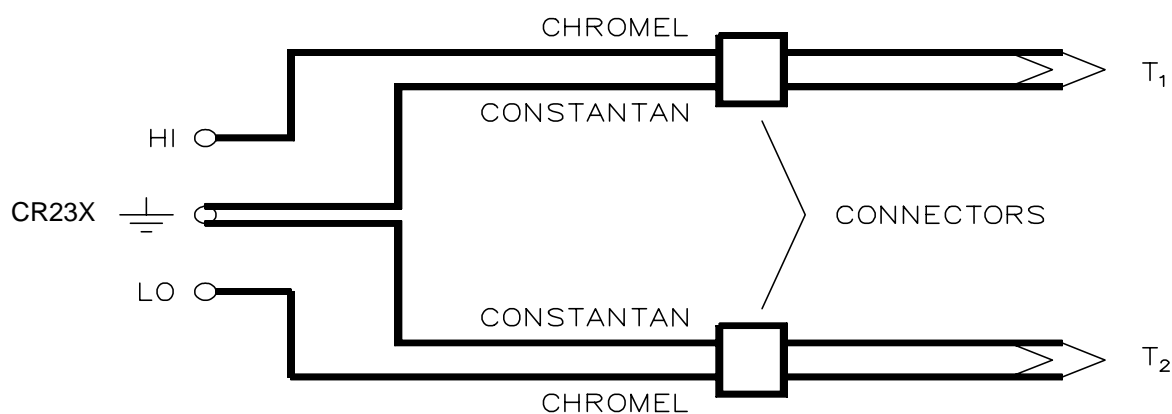 CHROMEL
T₁
CONSTANTAN
HI
CR23X
CONNECTORS
LO
CONSTANTAN
T₂
CHROMEL